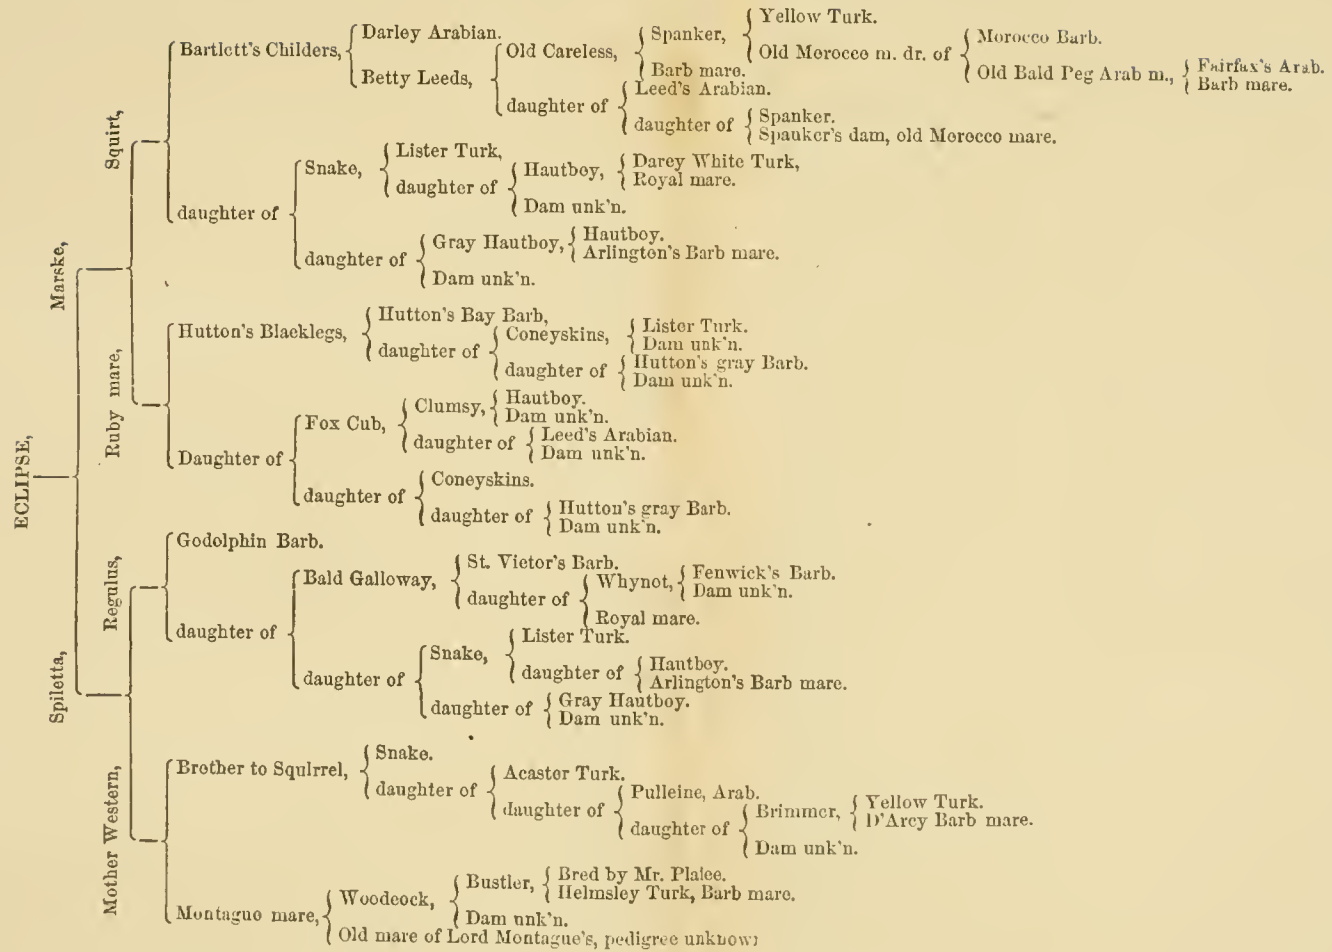 ECLIPSE,
Marske,
Squirt,
Bartlett's Childers,
Darley Arabian.
Betty Leeds,
Old Careless,
Spanker,
Yellow Turk.
Old Morocco m. dr. of
Morocco Barb.
Old Bald Peg Arab m.,
Fairfax's Arab.
Barb mare.
Barb mare.
daughter of
Leed's Arabian.
daughter of
Spanker.
Spanker's dam, old Morocco mare.
daughter of
Snake,
Lister Turk,
daughter of
Hautboy,
Darcy White Turk,
Royal mare.
Dam unk'n.
daughter of
Gray Hautboy,
Hautboy.
Arlington's Barb mare.
Dam unk'n.
Ruby mare,
Hutton's Blacklegs,
Hutton's Bay Barb,
daughter of
Coneyskins,
Lister Turk.
Dam unk'n.
daughter of
Hutton's gray Barb.
Dam unk'n.
Daughter of
Fox Cub,
Clumsy,
Hautboy.
Dam unk'n.
daughter of
Leed's Arabian.
Dam unk'n.
daughter of
Coneyskins.
daughter of
Hutton's gray Barb.
Dam unk'n.
Spiletta,
Regulus,
Godolphin Barb.
daughter of
Bald Galloway,
St. Victor's Barb.
daughter of
Whynot,
Fenwick's Barb.
Dam unk'n.
Royal mare.
daughter of
Snake,
Lister Turk.
daughter of
Hautboy.
Arlington's Barb mare.
daughter of
Gray Hautboy.
Dam unk'n.
Mother Western,
Brother to Squirrel,
Snake.
daughter of
Acaster Turk.
daughter of
Pulleine, Arab.
daughter of
Brimmer,
Yellow Turk.
D'Arcy Barb mare.
Dam unk'n.
Montague mare,
Woodcock,
Bustler,
Bred by Mr. Place.
Helmsley Turk, Barb mare.
Dam unk'n.
Old mare of Lord Montague's, pedigree unknown